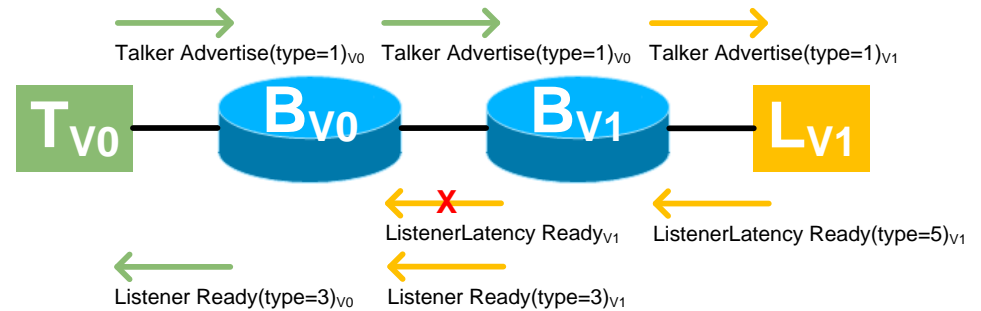 Talker Advertise(type=1)V0
Talker Advertise(type=1)V0
Talker Advertise(type=1)V1
TV0
BV0
BV1
LV1
X
ListenerLatency ReadyV1
ListenerLatency Ready(type=5)V1
Listener Ready(type=3)V0
Listener Ready(type=3)V1